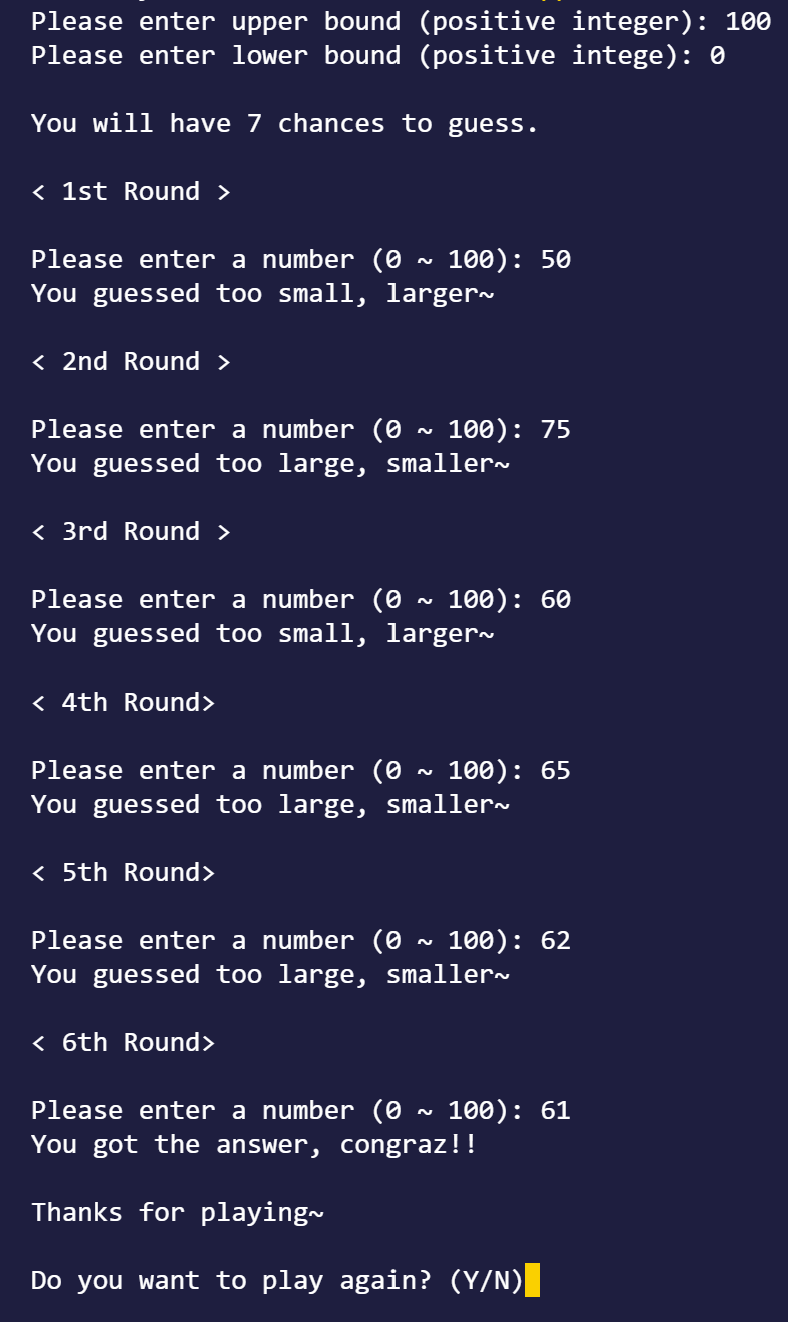 Please enter upper bound (positive integer): 100
Please enter lower bound (positive intege): 0
You will have 7 chances to guess.
< 1st Round >
Please enter a number (0 ~ 100): 50
You guessed too small, larger~
< 2nd Round >
Please enter a number (0 ~ 100): 75
You guessed too large, smaller~
< 3rd Round >
Please enter a number (0 ~ 100): 60
You guessed too small, larger~
< 4th Round>
Please enter a number (0 ~ 100): 65
You guessed too large, smaller~
< 5th Round>
Please enter a number (0 ~ 100): 62
You guessed too large, smaller~
< 6th Round>
Please enter a number (0 ~ 100): 61
You got the answer, congraz!!
Thanks for playing~
Do you want to play again? (Y/N)